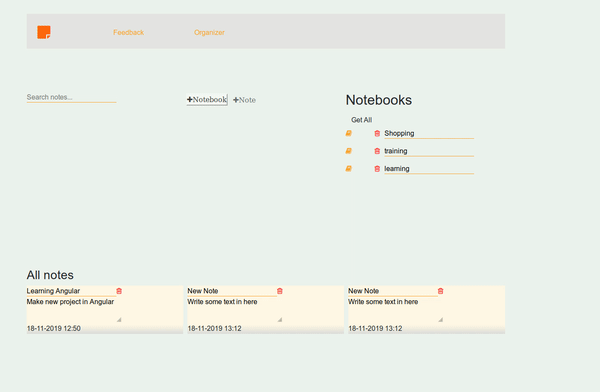 Feedback Organizer
Search notes...
Notebook Note
Notebooks
Get All
Shopping
training
learning
All notes
Learning Angular
Make new project in Angular
18-11-2019 12:50
New Note
Write some text in here
18-11-2019 13:12
New Note
Write some text in here
18-11-2019 13:12